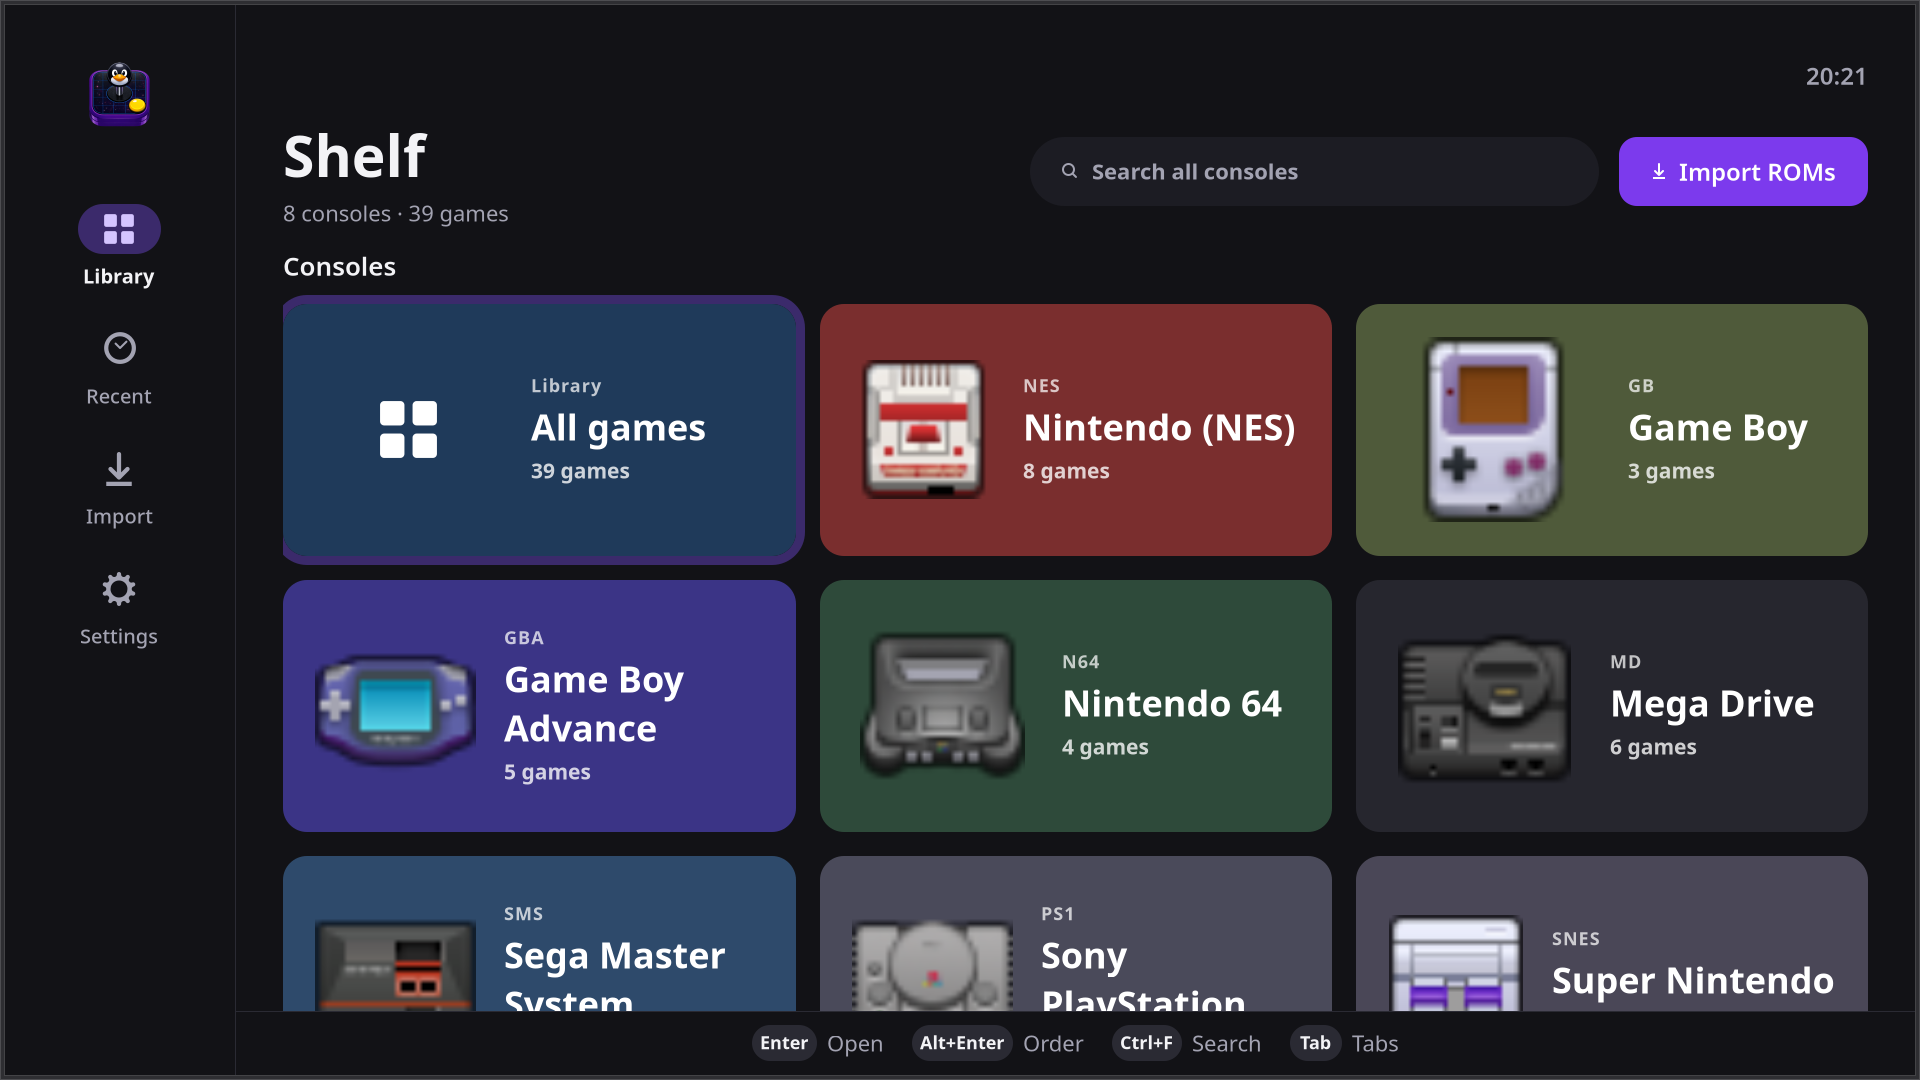 20:21
Shelf
8 consoles · 39 games
Search all consoles
Import ROMs
Library
Recent
Import
Settings
Consoles
Library
All games
39 games
NES
Nintendo (NES)
8 games
GB
Game Boy
3 games
GBA
Game Boy
Advance
5 games
N64
Nintendo 64
4 games
MD
Mega Drive
6 games
SMS
Sega Master
System
PS1
Sony
PlayStation
SNES
Super Nintendo
Enter Open Alt+Enter Order Ctrl+F Search Tab Tabs